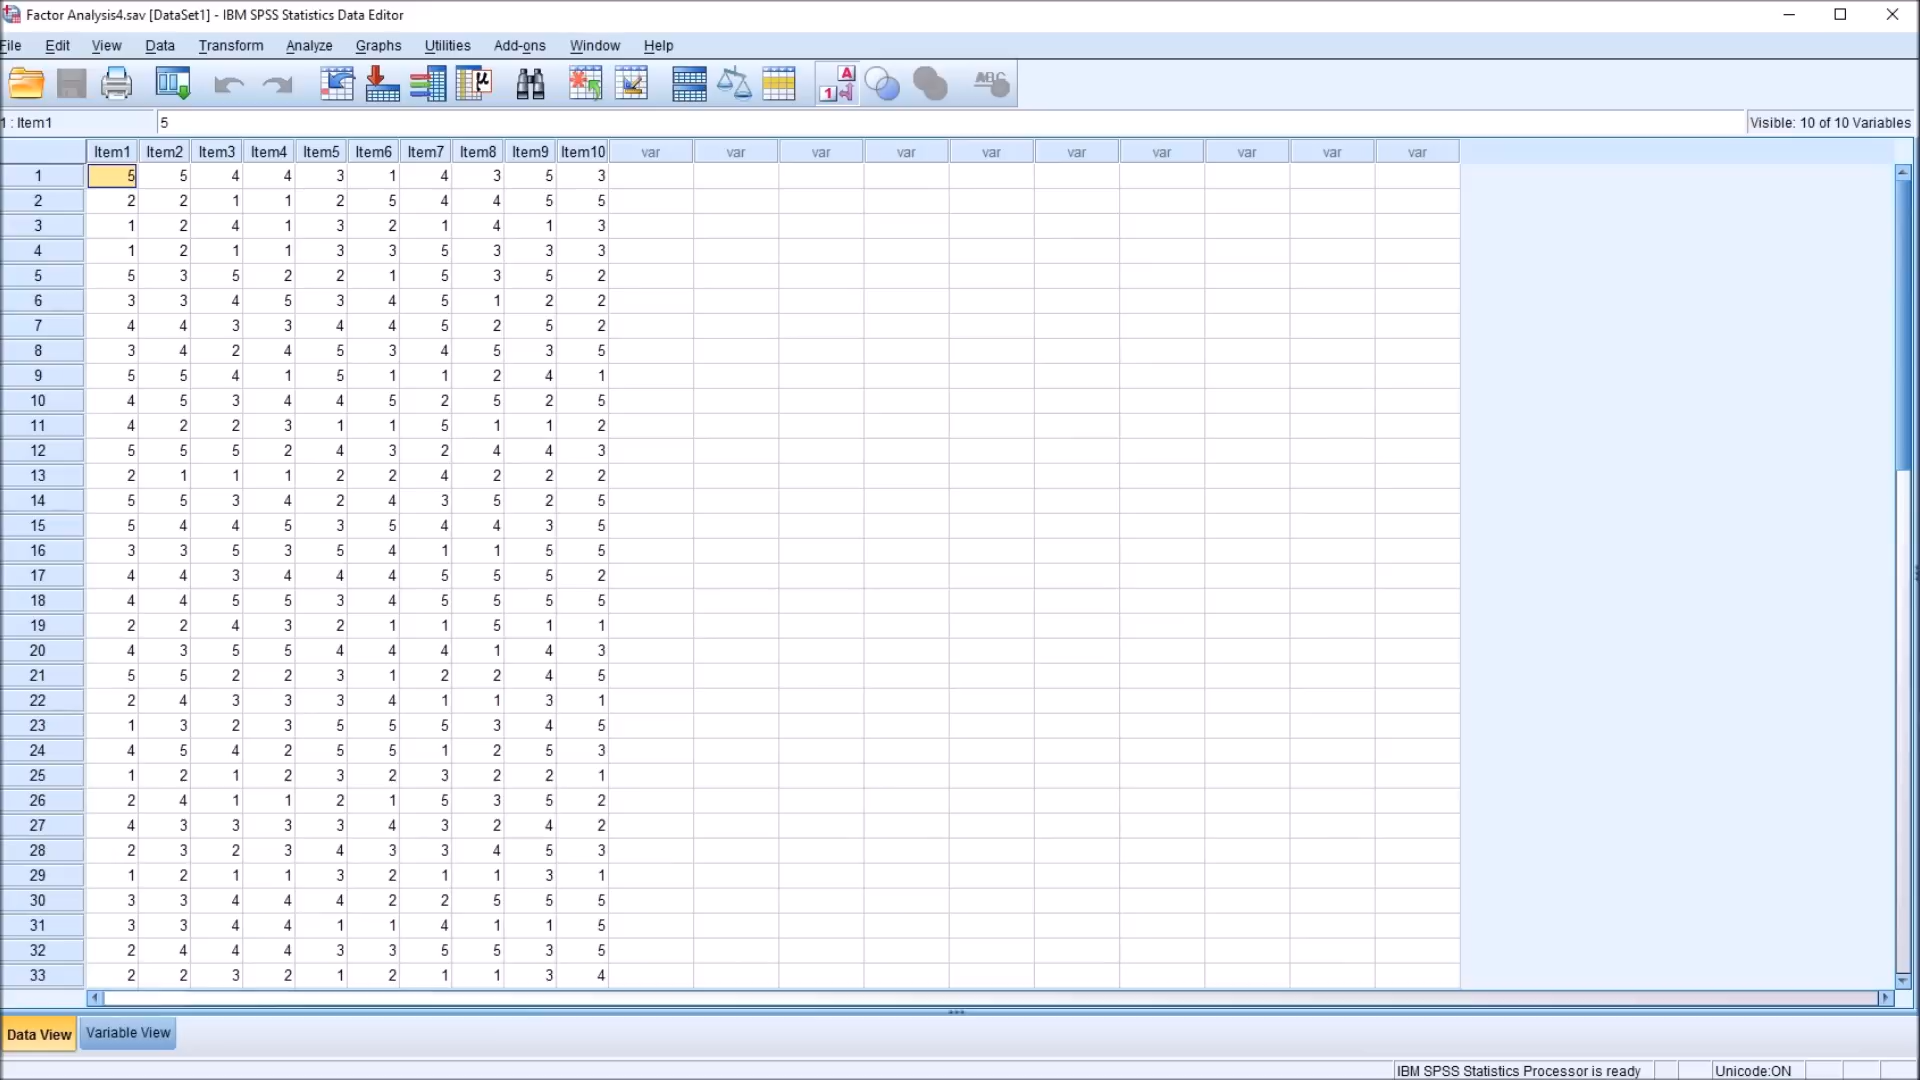 Factor Analysis4.sav [DataSet1] - IBM SPSS Statistics Data Editor
File Edit View Data Transform Analyze Graphs Utilities Add-ons Window Help
1 : Item1 5 Visible: 10 of 10 Variables
Item1 Item2 Item3 Item4 Item5 Item6 Item7 Item8 Item9 Item10 var var var var var var var var var var
1 5 5 4 4 3 1 4 3 5 3
2 2 2 1 1 2 5 4 4 5 5
3 1 2 4 1 3 2 1 4 1 3
4 1 2 1 1 3 3 5 3 3 3
5 5 3 5 2 2 1 5 3 5 2
6 3 3 4 5 3 4 5 1 2 2
7 4 4 3 3 4 4 5 2 5 2
8 3 4 2 4 5 3 4 5 3 5
9 5 5 4 1 5 1 1 2 4 1
10 4 5 3 4 4 5 2 5 2 5
11 4 2 2 3 1 1 5 1 1 2
12 5 5 5 2 4 3 2 4 4 3
13 2 1 1 1 2 2 4 2 2 2
14 5 5 3 4 2 4 3 5 2 5
15 5 4 4 5 3 5 4 4 3 5
16 3 3 5 3 5 4 1 1 5 5
17 4 4 3 4 4 4 5 5 5 2
18 4 4 5 5 3 4 5 5 5 5
19 2 2 4 3 2 1 1 5 1 1
20 4 3 5 5 4 4 4 1 4 3
21 5 5 2 2 3 1 2 2 4 5
22 2 4 3 3 3 4 1 1 3 1
23 1 3 2 3 5 5 5 3 4 5
24 4 5 4 2 5 5 1 2 5 3
25 1 2 1 2 3 2 3 2 2 1
26 2 4 1 1 2 1 5 3 5 2
27 4 3 3 3 3 4 3 2 4 2
28 2 3 2 3 4 3 3 4 5 3
29 1 2 1 1 3 2 1 1 3 1
30 3 3 4 4 4 2 2 5 5 5
31 3 3 4 4 1 1 4 1 1 5
32 2 4 4 4 3 3 5 5 3 5
33 2 2 3 2 1 2 1 1 3 4
Data View Variable View
IBM SPSS Statistics Processor is ready Unicode:ON